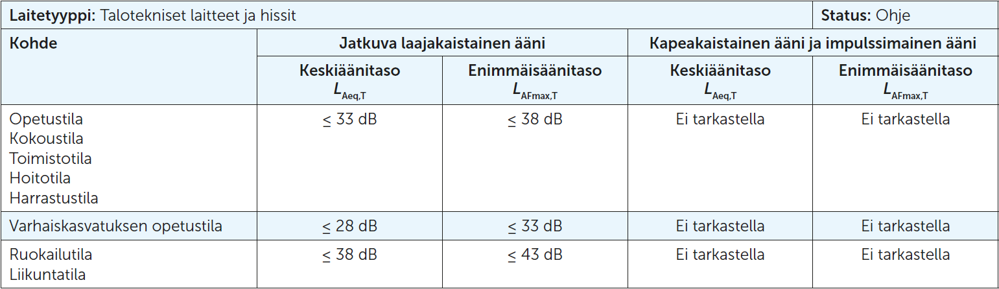 Laitetyyppi: Talotekniset laitteet ja hissit Status: Ohje
Kohde Jatkuva laajakaistainen ääni Kapeakaistainen ääni ja impulssimainen ääni
Keskiäänitaso Enimmäisäänitaso Keskiäänitaso Enimmäisäänitaso
LAeq,T LAFmax,T LAeq,T LAFmax,T
Opetustila ≤ 33 dB ≤ 38 dB Ei tarkastella Ei tarkastella
Kokoustila
Toimistotila
Hoitotila
Harrastustila
Varhaiskasvatuksen opetustila ≤ 28 dB ≤ 33 dB Ei tarkastella Ei tarkastella
Ruokailutila ≤ 38 dB ≤ 43 dB Ei tarkastella Ei tarkastella
Liikuntatila